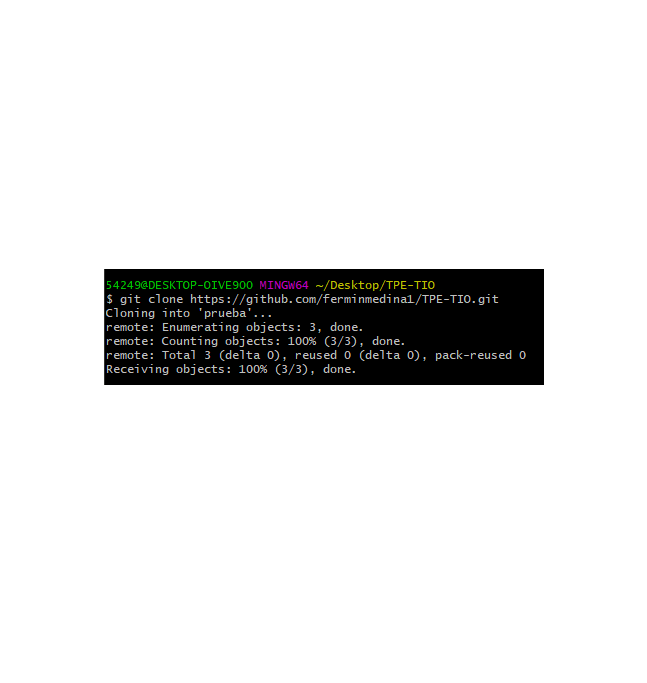 54249@DESKTOP-OIVE9OO MINGW64 ~/Desktop/TPE-TIO
$ git clone https://github.com/ferminmedina1/TPE-TIO.git
Cloning into 'prueba'...
remote: Enumerating objects: 3, done.
remote: Counting objects: 100% (3/3), done.
remote: Total 3 (delta 0), reused 0 (delta 0), pack-reused 0
Receiving objects: 100% (3/3), done.